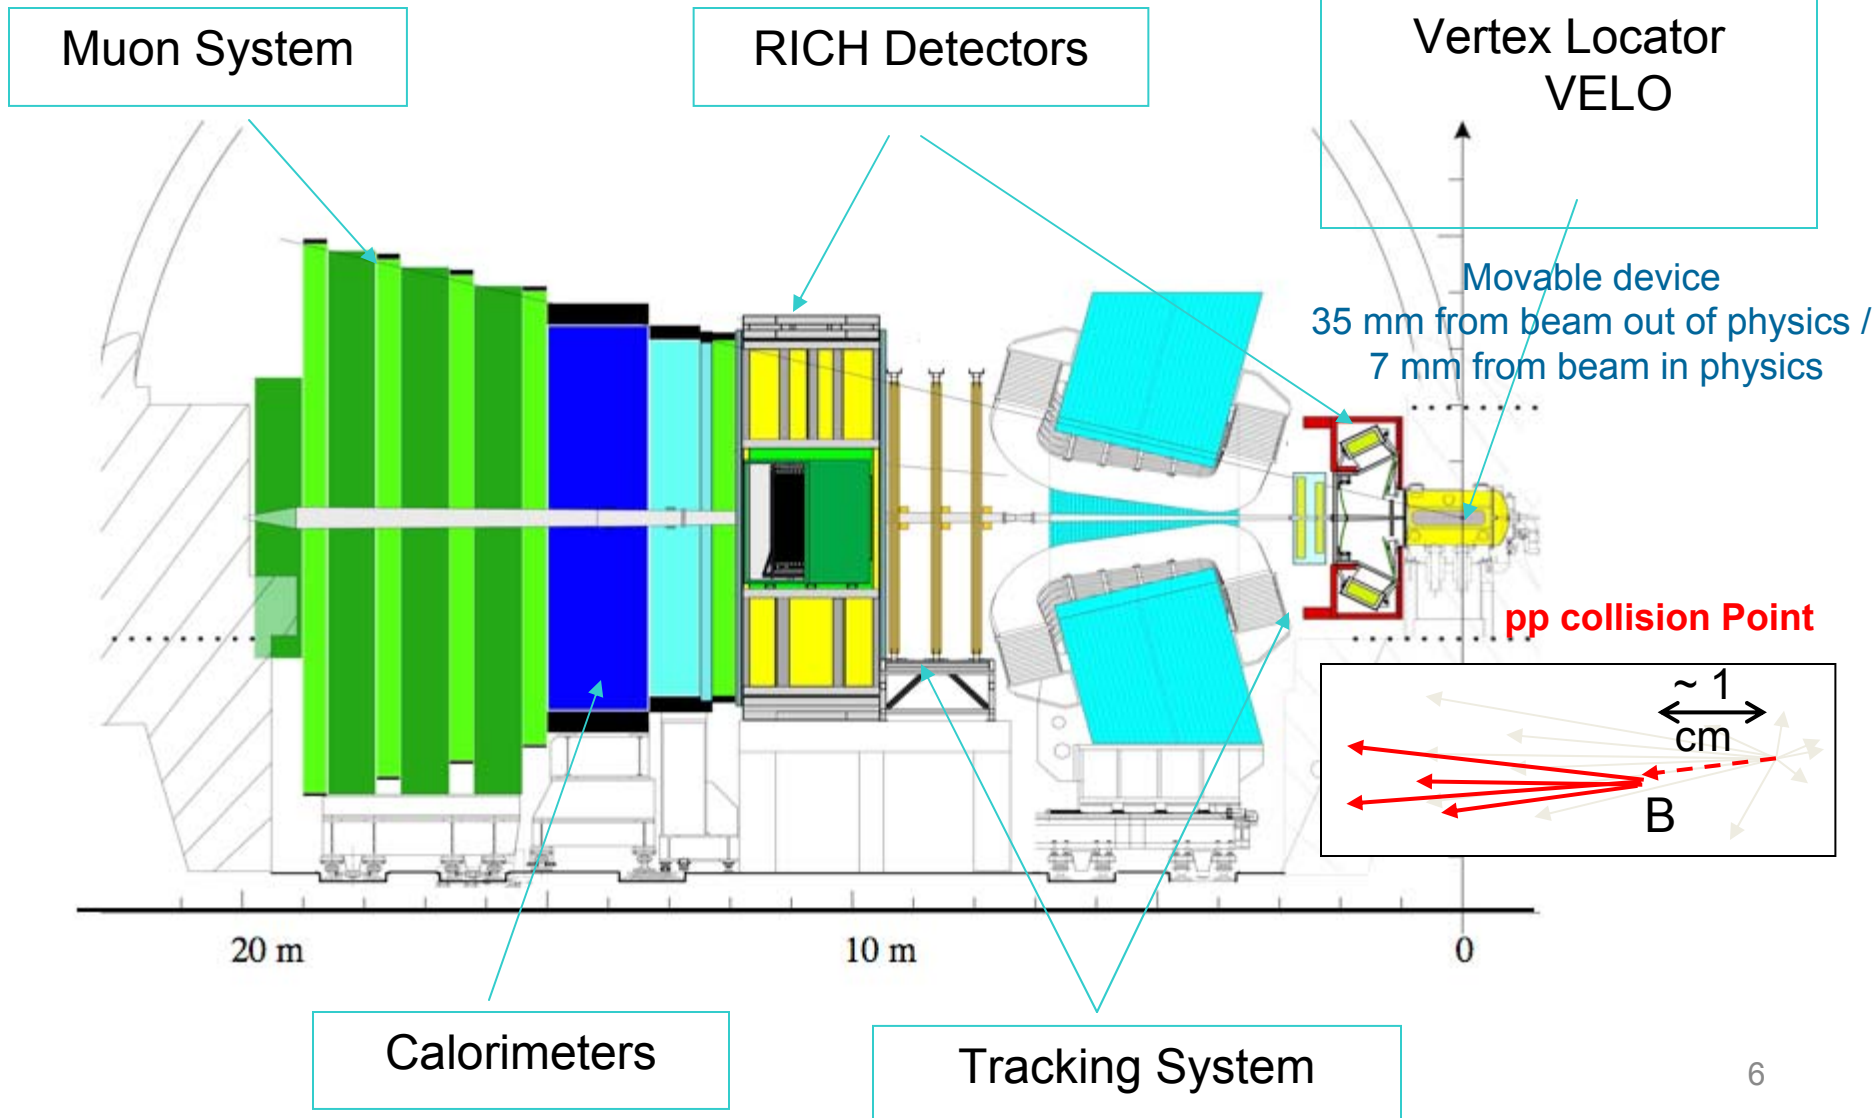 Muon System
RICH Detectors
Vertex Locator
VELO
Movable device
35 mm from beam out of physics /
7 mm from beam in physics
pp collision Point
~ 1
cm
B
20 m
10 m
0
Calorimeters
Tracking System
6